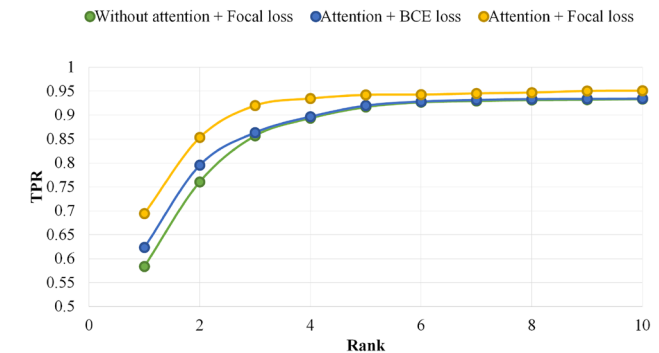 Without attention + Focal loss Attention + BCE loss Attention + Focal loss
1
0.95
0.9
0.85
0.8
0.75
0.7
0.65
0.6
0.55
0.5
TPR
0 2 4 6 8 10
Rank